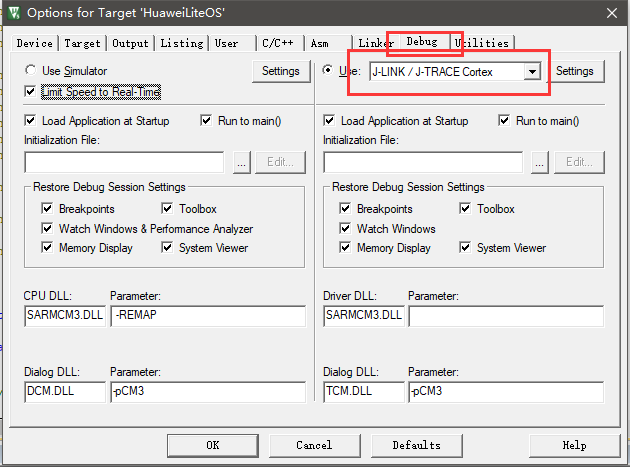 Options for Target 'HuaweiLiteOS'
Device Target Output Listing User C/C++ Asm Linker Debug Utilities
Use Simulator Settings
Limit Speed to Real-Time
Use: J-LINK / J-TRACE Cortex Settings
Load Application at Startup Run to main()
Load Application at Startup Run to main()
Initialization File:
Initialization File:
... Edit...
... Edit...
Restore Debug Session Settings
Breakpoints Toolbox
Watch Windows & Performance Analyzer
Memory Display System Viewer
Restore Debug Session Settings
Breakpoints Toolbox
Watch Windows
Memory Display System Viewer
CPU DLL: Parameter:
SARMCM3.DLL -REMAP
Driver DLL: Parameter:
SARMCM3.DLL
Dialog DLL: Parameter:
DCM.DLL -pCM3
Dialog DLL: Parameter:
TCM.DLL -pCM3
OK Cancel Defaults Help